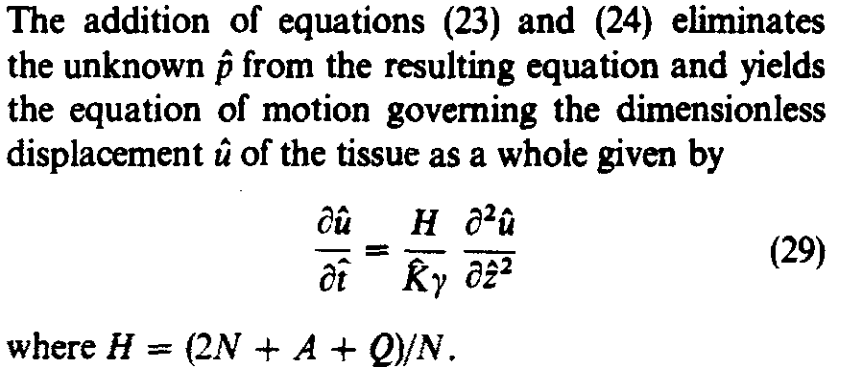 The addition of equations (23) and (24) eliminates
the unknown p̂ from the resulting equation and yields
the equation of motion governing the dimensionless
displacement û of the tissue as a whole given by
∂û/∂t̂ = H/(K̂γ) ∂²û/∂ẑ² (29)
where H = (2N + A + Q)/N.